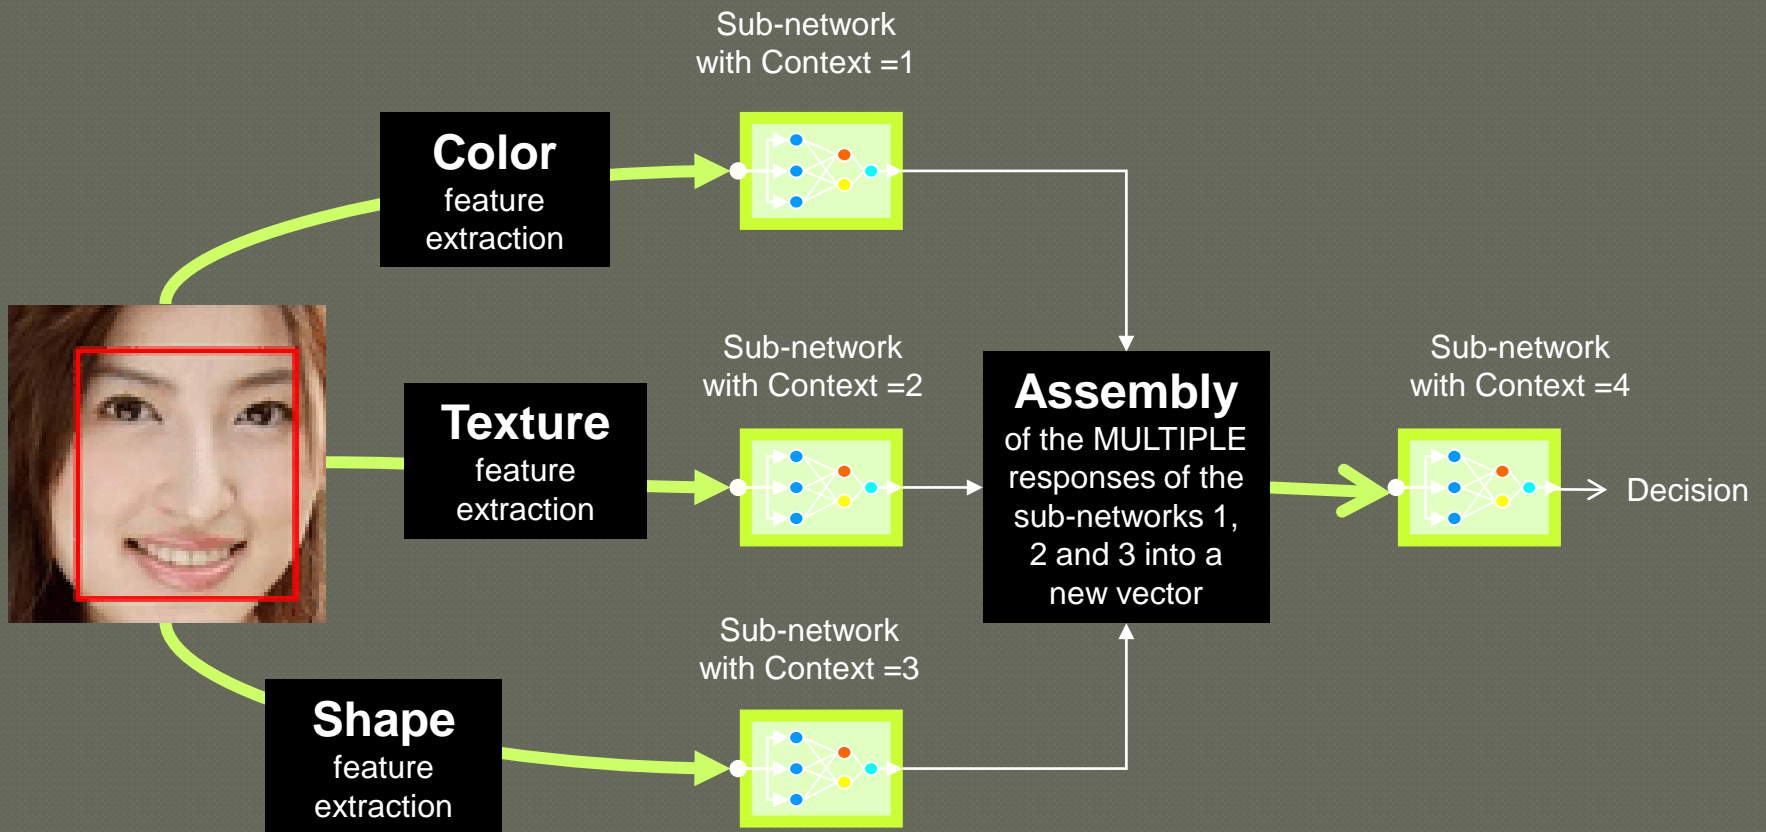 Sub-network
with Context =1
Color
feature
extraction
Sub-network
with Context =2
Texture
feature
extraction
Assembly
of the MULTIPLE
responses of the
sub-networks 1,
2 and 3 into a
new vector
Sub-network
with Context =4
Decision
Sub-network
with Context =3
Shape
feature
extraction